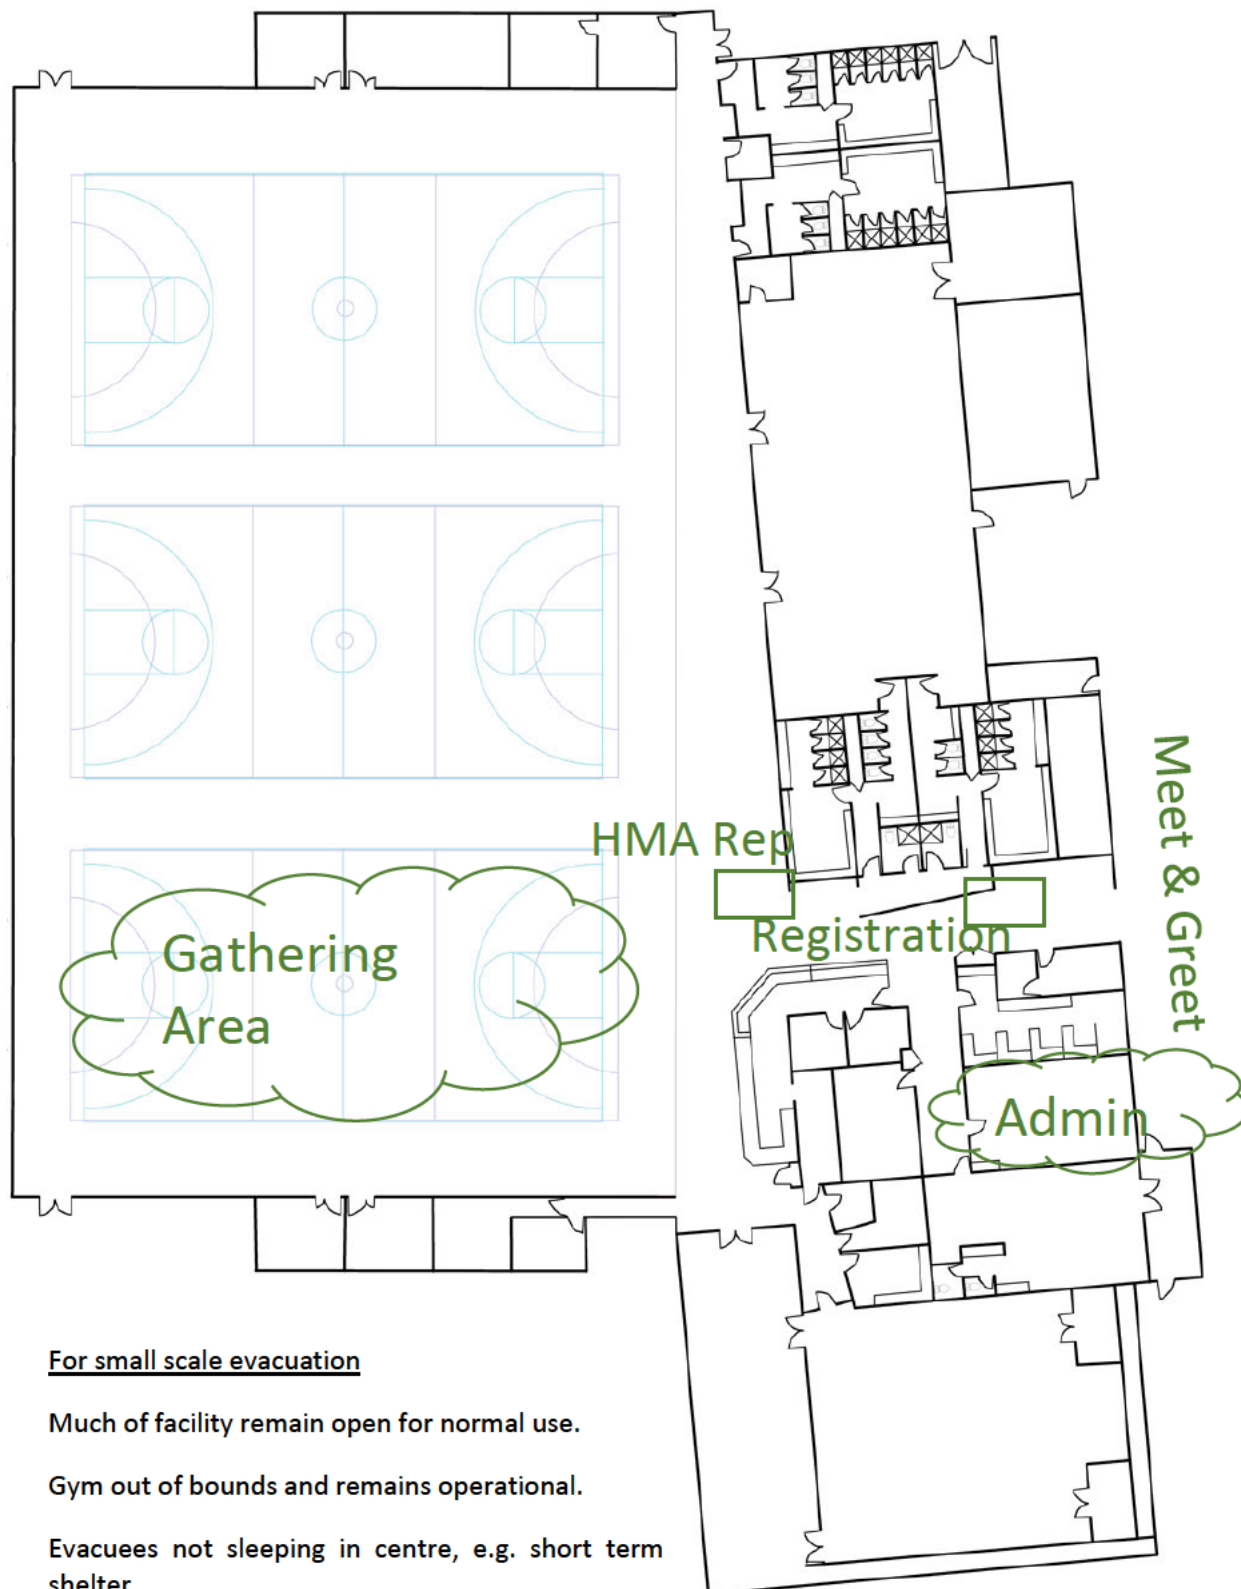 HMA Rep
Meet & Greet
Registration
Gathering
Area
Admin
For small scale evacuation
Much of facility remain open for normal use.
Gym out of bounds and remains operational.
Evacuees not sleeping in centre, e.g. short term
shelter